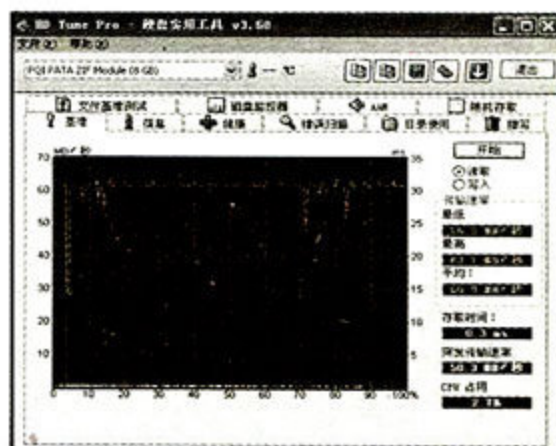 HD Tune Pro - 硬盘实用工具 v3.50
文件(F) 帮助(H)
PQI PATA ZIF Module (8 GB)
-- ℃
退出
文件基准测试 磁盘监视器 AAM 随机存取
基准 信息 健康 错误扫描 目录使用 擦写
MB/秒
ms
开始
读取
写入
传输速率
最低
最高
平均:
存取时间:
0.3 ms
突发传输速率
CPU 占用
70
60
50
40
30
20
10
35
30
25
20
15
10
5
0 10 20 30 40 50 60 70 80 90 100%